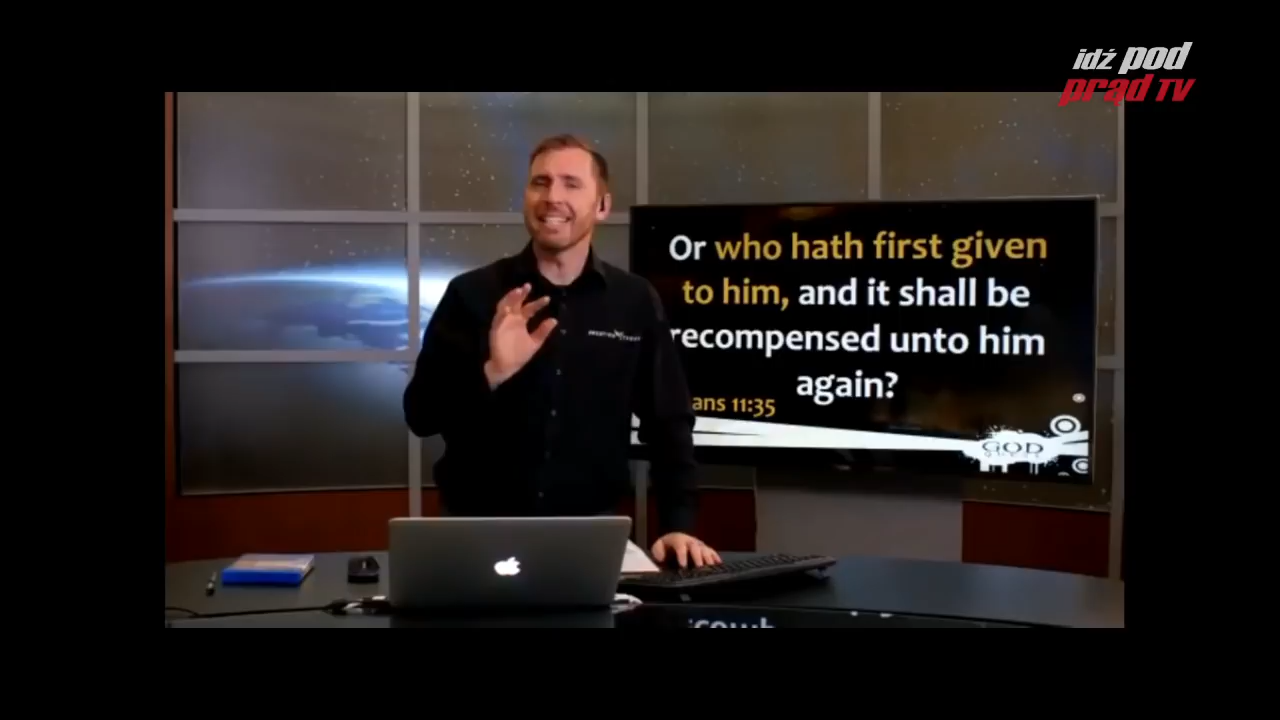 idź pod
prąd TV
Or who hath first given
to him, and it shall be
recompensed unto him
again?
ans 11:35
GOD